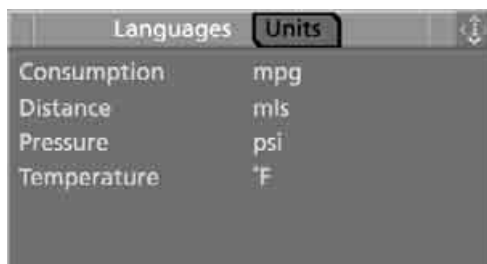 Languages Units
Consumption mpg
Distance mls
Pressure psi
Temperature °F